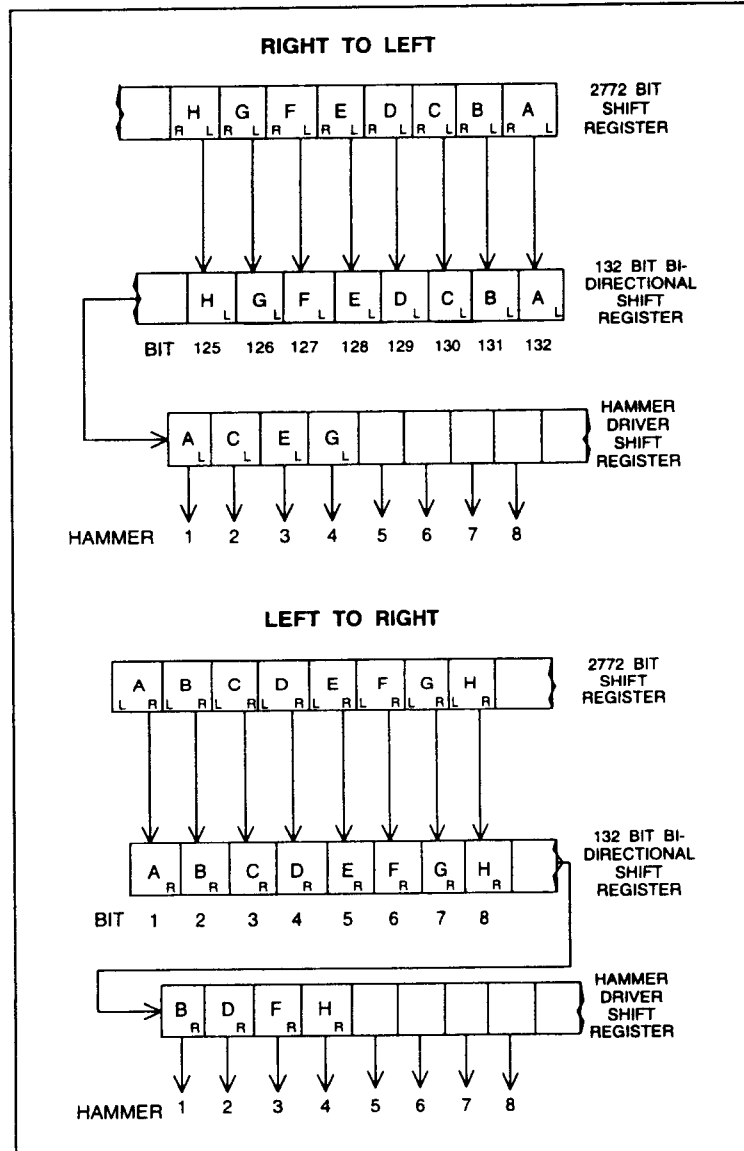 RIGHT TO LEFT
H G F E D C B A
R L R L R L R L R L R L R L R L
2772 BIT
SHIFT
REGISTER
H G F E D C B A
L L L L L L L L
132 BIT BI-
DIRECTIONAL
SHIFT
REGISTER
BIT 125 126 127 128 129 130 131 132
A C E G
L L L L
HAMMER
DRIVER
SHIFT
REGISTER
HAMMER 1 2 3 4 5 6 7 8
LEFT TO RIGHT
A B C D E F G H
L R L R L R L R L R L R L R L R
2772 BIT
SHIFT
REGISTER
A B C D E F G H
R R R R R R R R
132 BIT BI-
DIRECTIONAL
SHIFT
REGISTER
BIT 1 2 3 4 5 6 7 8
B D F H
R R R R
HAMMER
DRIVER
SHIFT
REGISTER
HAMMER 1 2 3 4 5 6 7 8